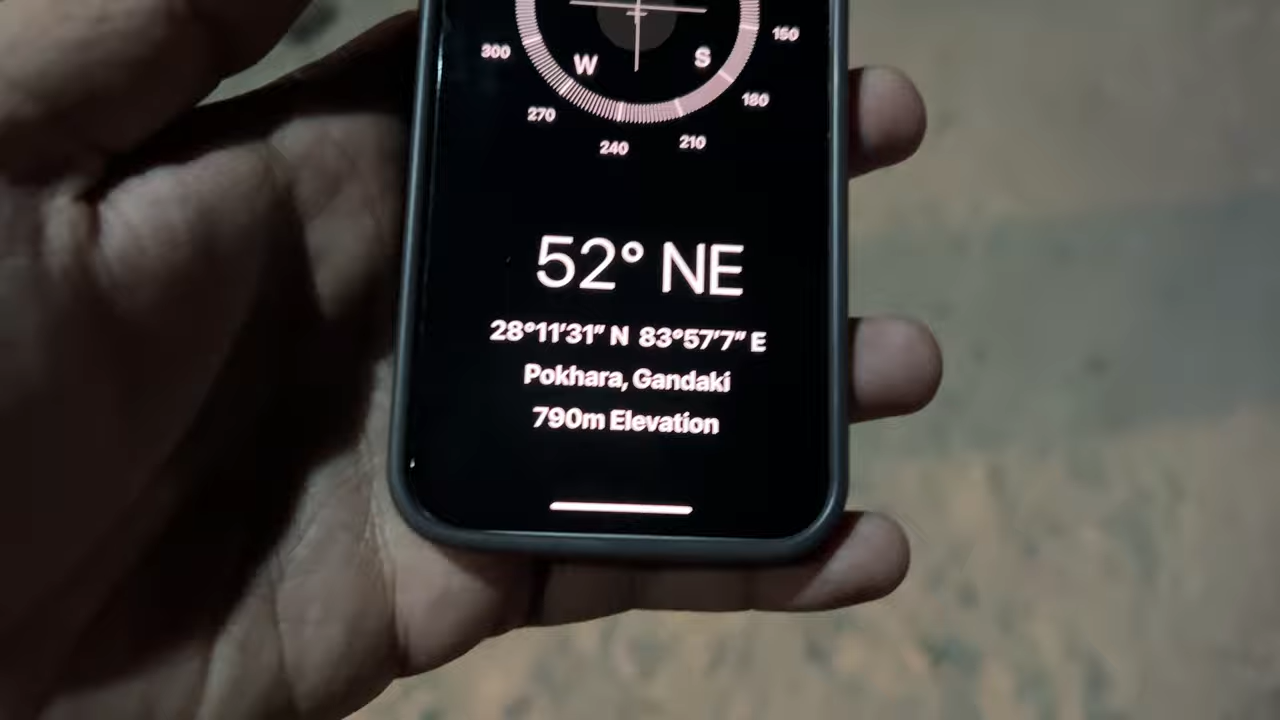 300
150
W
S
270
180
240
210
52° NE
28°11'31" N 83°57'7" E
Pokhara, Gandaki
790m Elevation